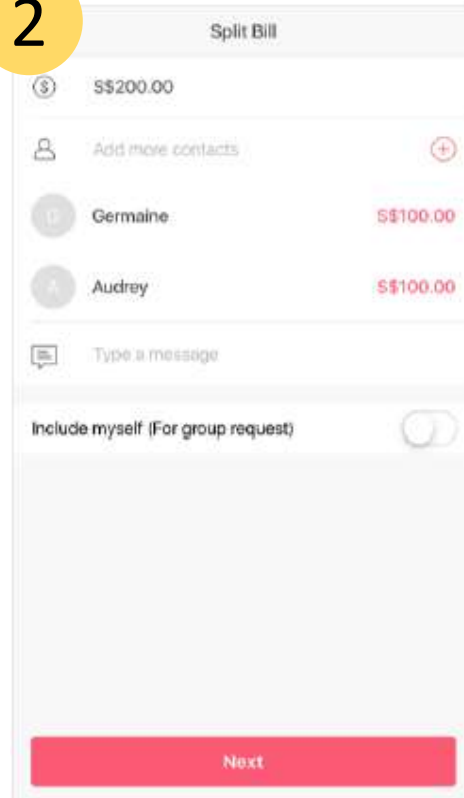 2
Split Bill
S$200.00
Add more contacts
G
Germaine
S$100.00
A
Audrey
S$100.00
Type a message
Include myself (For group request)
Next